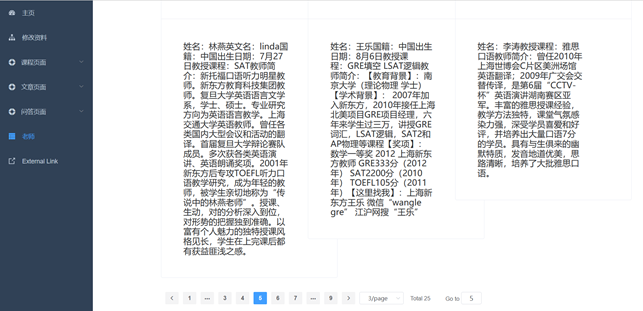 主页
修改资料
课程页面
文章页面
问答页面
老师
External Link
姓名：林燕英文名：linda国
籍：中国出生日期：7月27
日教授课程：SAT教师简
介：新托福口语听力明星教
师。新东方教育科技集团教
师。复旦大学英语语言文学
系，学士、硕士。专业研究
方向为英语语言教学。上海
交通大学英语教师。曾任各
类国内大型会议和活动的翻
译。首届复旦大学辩论赛队
成员。多次获各类英语演
讲、英语朗诵奖项。2001年
新东方后专攻TOEFL听力口
语教学研究，成为年轻的教
师，被学生亲切地称为“传
说中的林燕老师”。授课、
生动，对的分析深入到位，
对形势的把握独到准确。以
富有个人魅力的独特授课风
格见长，学生在上完课后都
有获益匪浅之感。
姓名：王乐国籍：中国出生
日期：8月6日教授课
程：GRE填空 LSAT逻辑教
师简介：【教育背景】：南
京大学（理论物理 学士）
【学术背景】： 2007年加
入新东方，2010年接任上海
北美项目GRE项目经理，六
年来学生过三万，讲授GRE
词汇，LSAT逻辑，SAT2和
AP物理等课程【奖项】：
数学一等奖 2012 上海新东
方教师 GRE333分（2012
年） SAT2200分（2010
年） TOEFL105分（2011
年）【这里找我】：上海新
东方王乐 微信“wangle
gre” 江沪网搜“王乐”
姓名：李涛教授课程：雅思
口语教师简介：曾任2010年
上海世博会C片区美洲场馆
英语翻译；2009年广交会交
替传译，是第6届“CCTV-
杯”英语演讲湖南赛区亚
军。丰富的雅思授课经验，
教学方法独特，课堂气氛感
染力强，深受学员喜爱和好
评，并培养出大量口语7分
的学员。具有与生俱来的幽
默特质，发音地道优美，思
路清晰，培养了大批雅思口
语。
1 ••• 3 4 5 6 7 ••• 9 3/page Total 25 Go to 5